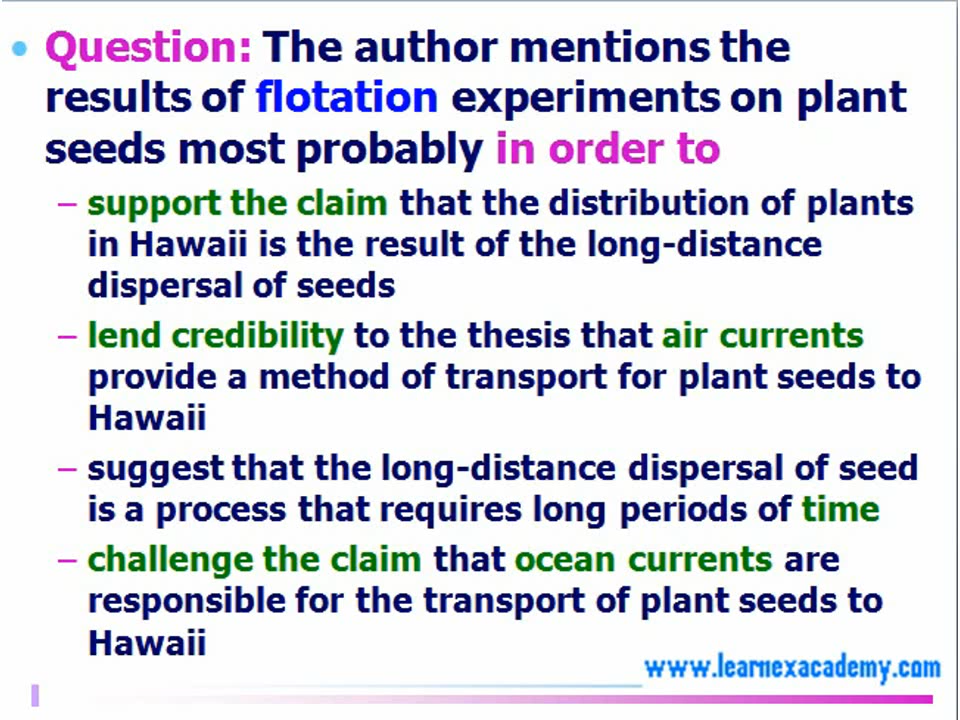 • Question: The author mentions the
results of flotation experiments on plant
seeds most probably in order to
– support the claim that the distribution of plants
in Hawaii is the result of the long-distance
dispersal of seeds
– lend credibility to the thesis that air currents
provide a method of transport for plant seeds to
Hawaii
– suggest that the long-distance dispersal of seed
is a process that requires long periods of time
– challenge the claim that ocean currents are
responsible for the transport of plant seeds to
Hawaii
www.learnexacademy.com